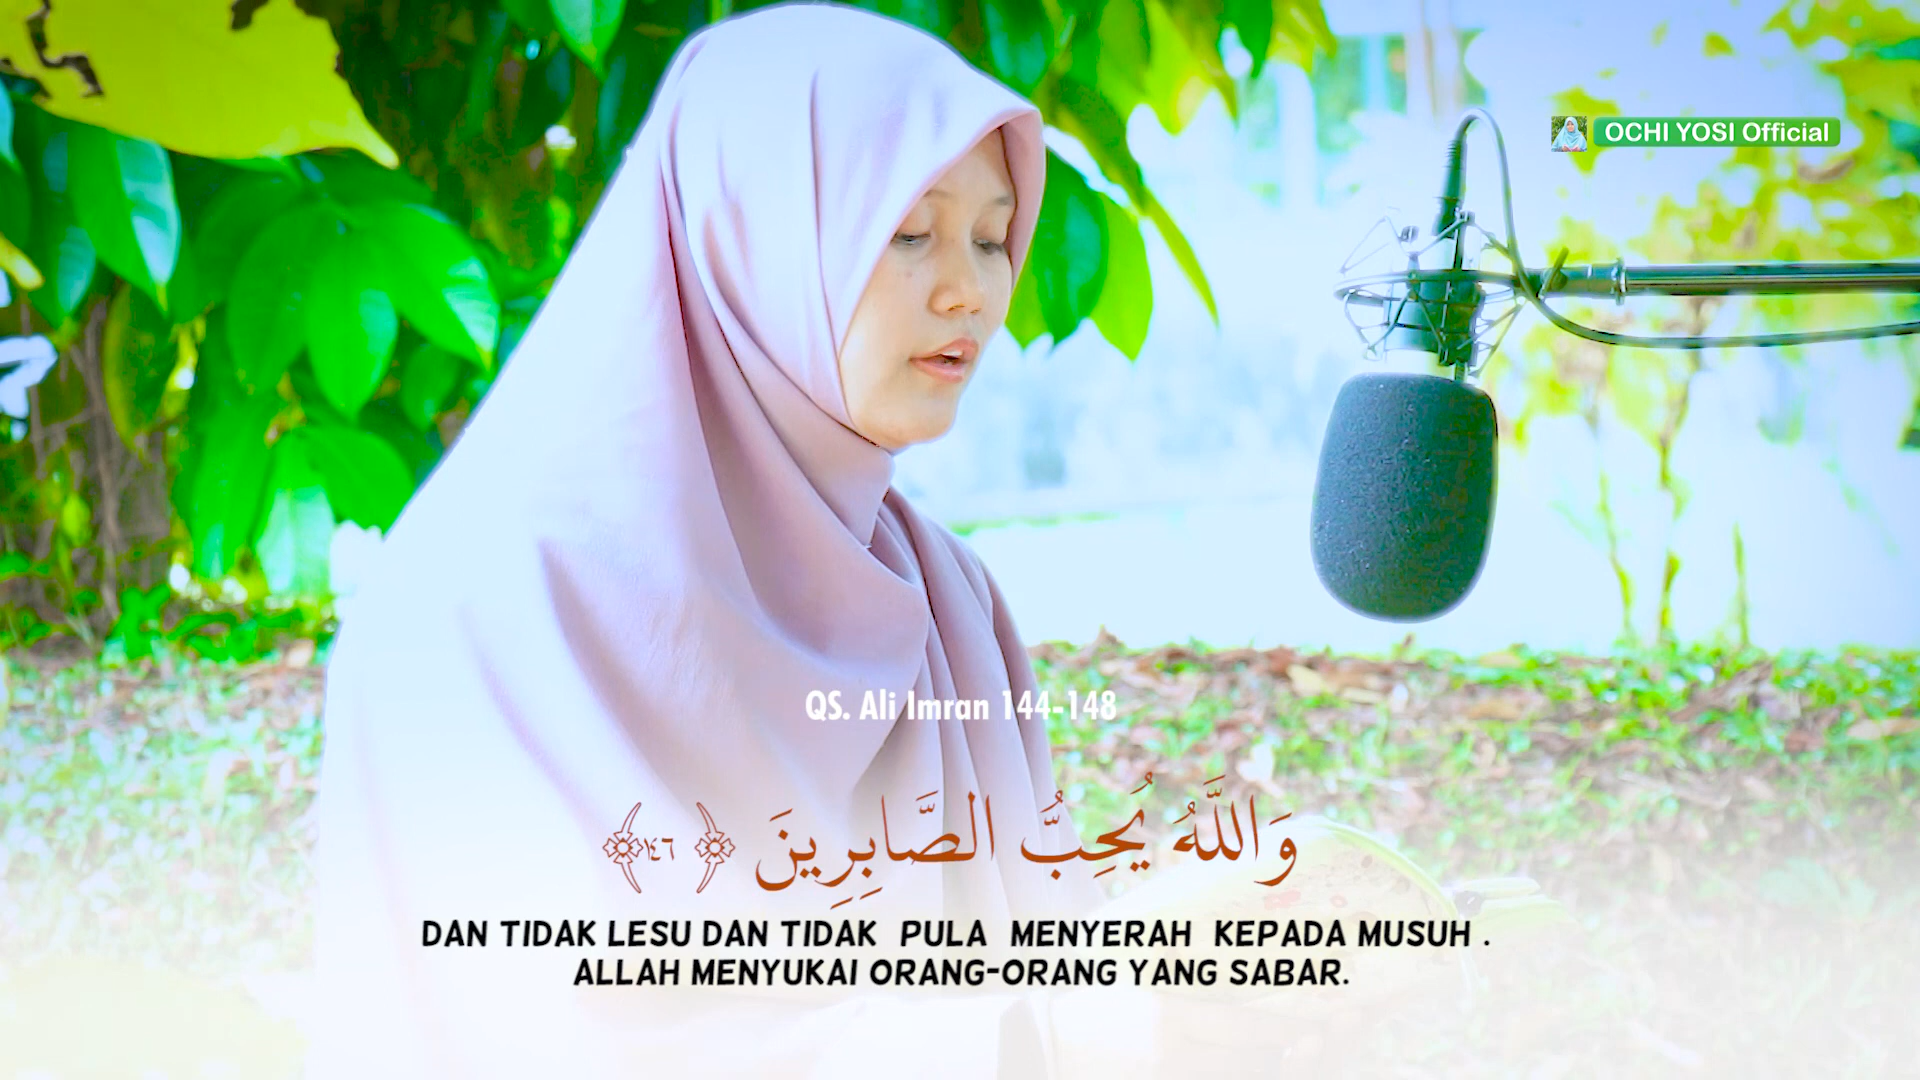 OCHI YOSI Official
QS. Ali Imran 144-148
وَاللَّهُ يُحِبُّ الصَّابِرِينَ ﴿١٤٦﴾
DAN TIDAK LESU DAN TIDAK PULA MENYERAH KEPADA MUSUH .
ALLAH MENYUKAI ORANG-ORANG YANG SABAR.